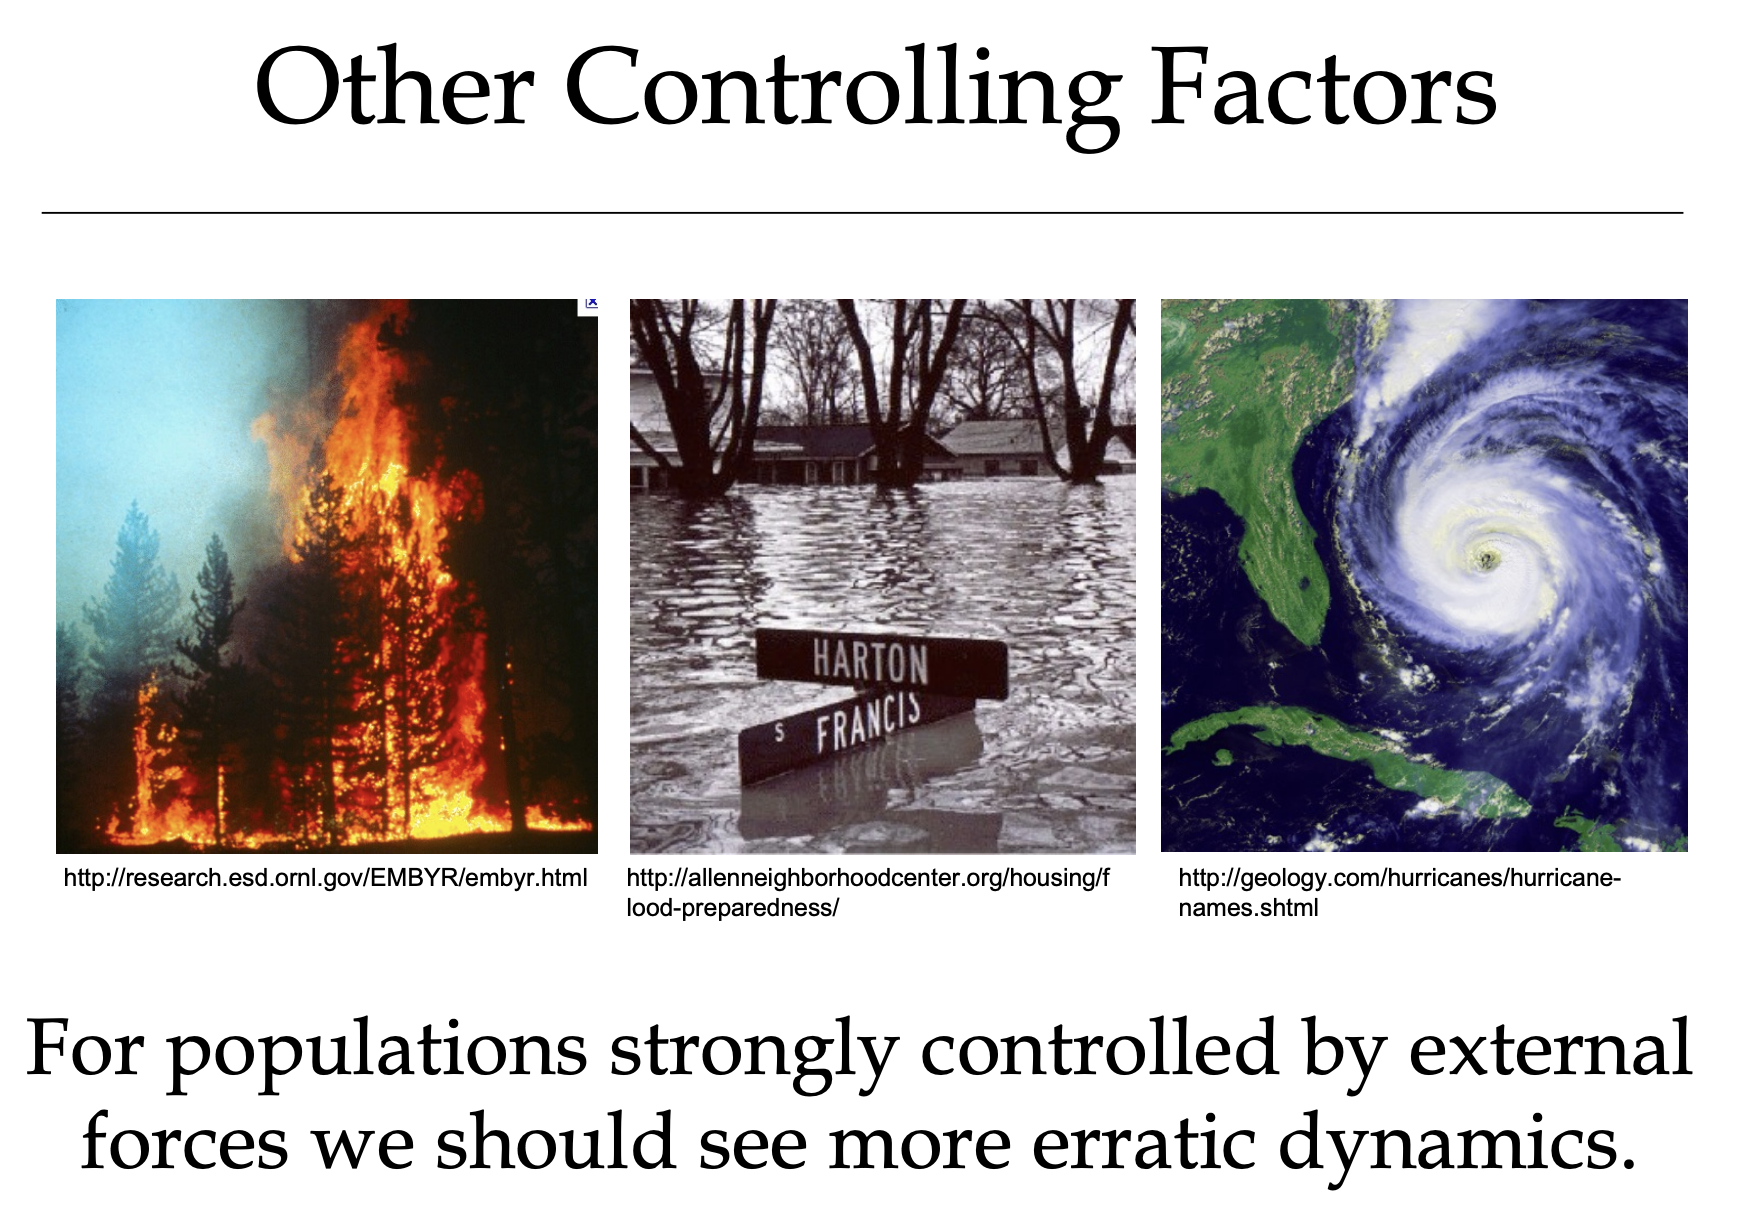 Other Controlling Factors
HARTON
S FRANCIS
http://research.esd.ornl.gov/EMBYR/embyr.html
http://allenneighborhoodcenter.org/housing/f
lood-preparedness/
http://geology.com/hurricanes/hurricane-
names.shtml
For populations strongly controlled by external
forces we should see more erratic dynamics.